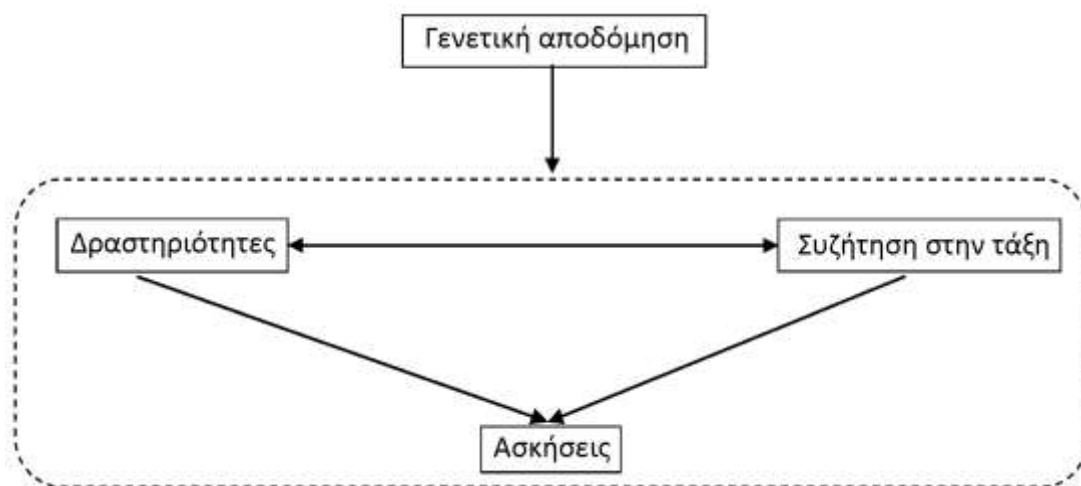 Γενετική αποδόμηση
Δραστηριότητες
Συζήτηση στην τάξη
Ασκήσεις